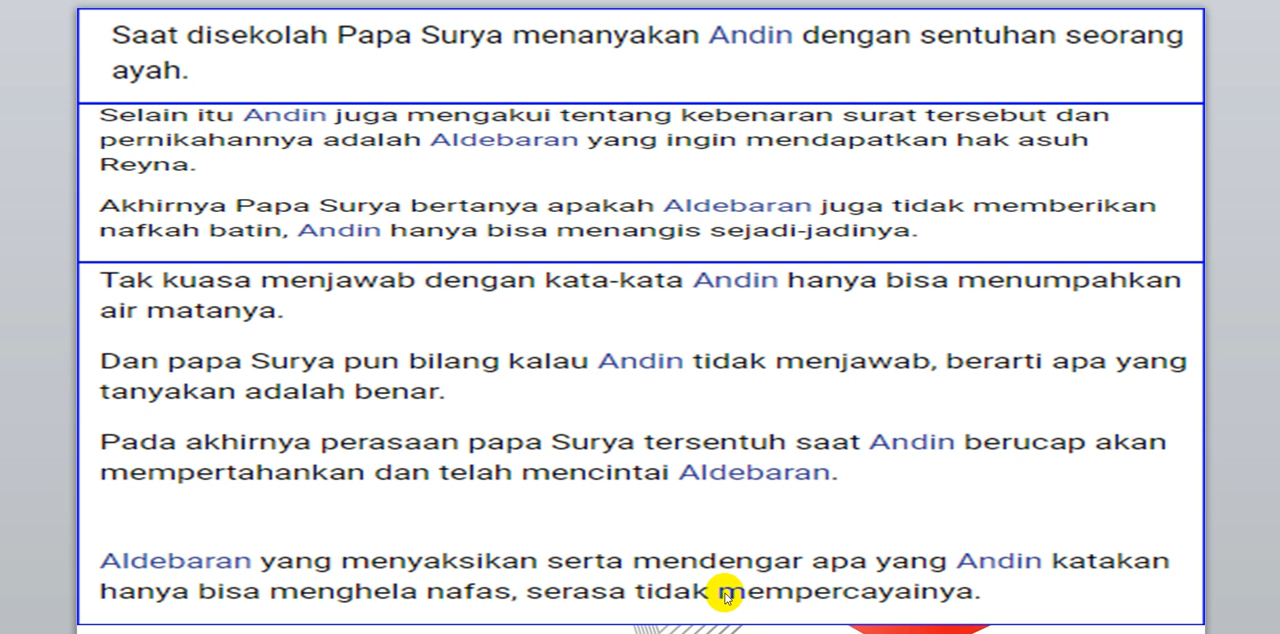 Saat disekolah Papa Surya menanyakan Andin dengan sentuhan seorang
ayah.
Selain itu Andin juga mengakui tentang kebenaran surat tersebut dan
pernikahannya adalah Aldebaran yang ingin mendapatkan hak asuh
Reyna.
Akhirnya Papa Surya bertanya apakah Aldebaran juga tidak memberikan
nafkah batin, Andin hanya bisa menangis sejadi-jadinya.
Tak kuasa menjawab dengan kata-kata Andin hanya bisa menumpahkan
air matanya.
Dan papa Surya pun bilang kalau Andin tidak menjawab, berarti apa yang
tanyakan adalah benar.
Pada akhirnya perasaan papa Surya tersentuh saat Andin berucap akan
mempertahankan dan telah mencintai Aldebaran.
Aldebaran yang menyaksikan serta mendengar apa yang Andin katakan
hanya bisa menghela nafas, serasa tidak mempercayainya.